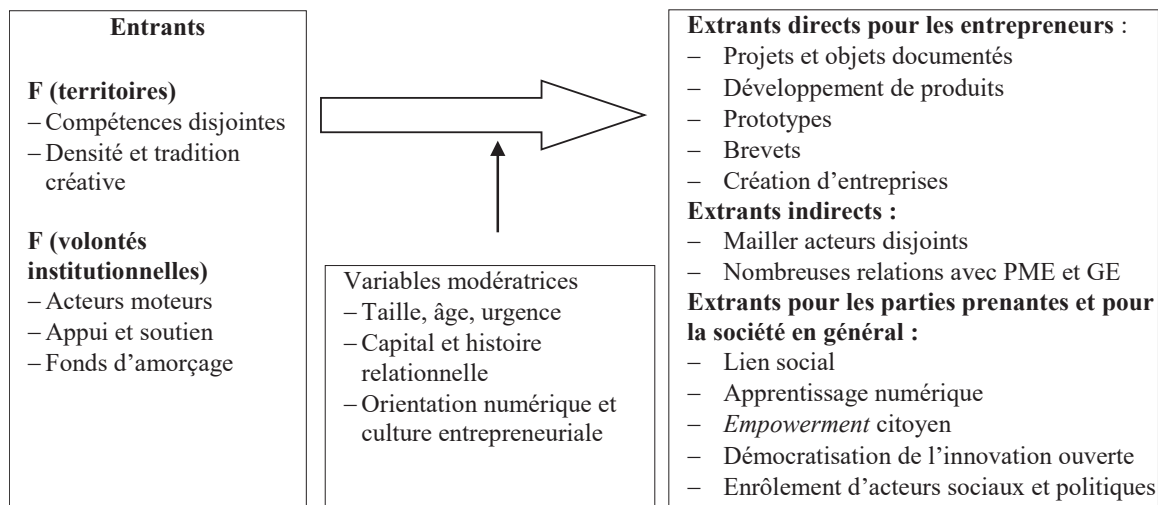 Entrants
F (territoires)
– Compétences disjointes
– Densité et tradition
créative
F (volontés
institutionnelles)
– Acteurs moteurs
– Appui et soutien
– Fonds d’amorçage
Variables modératrices
– Taille, âge, urgence
– Capital et histoire
relationnelle
– Orientation numérique et
culture entrepreneuriale
Extrants directs pour les entrepreneurs :
– Projets et objets documentés
– Développement de produits
– Prototypes
– Brevets
– Création d’entreprises
Extrants indirects :
– Mailler acteurs disjoints
– Nombreuses relations avec PME et GE
Extrants pour les parties prenantes et pour
la société en général :
– Lien social
– Apprentissage numérique
– Empowerment citoyen
– Démocratisation de l’innovation ouverte
– Enrôlement d’acteurs sociaux et politiques